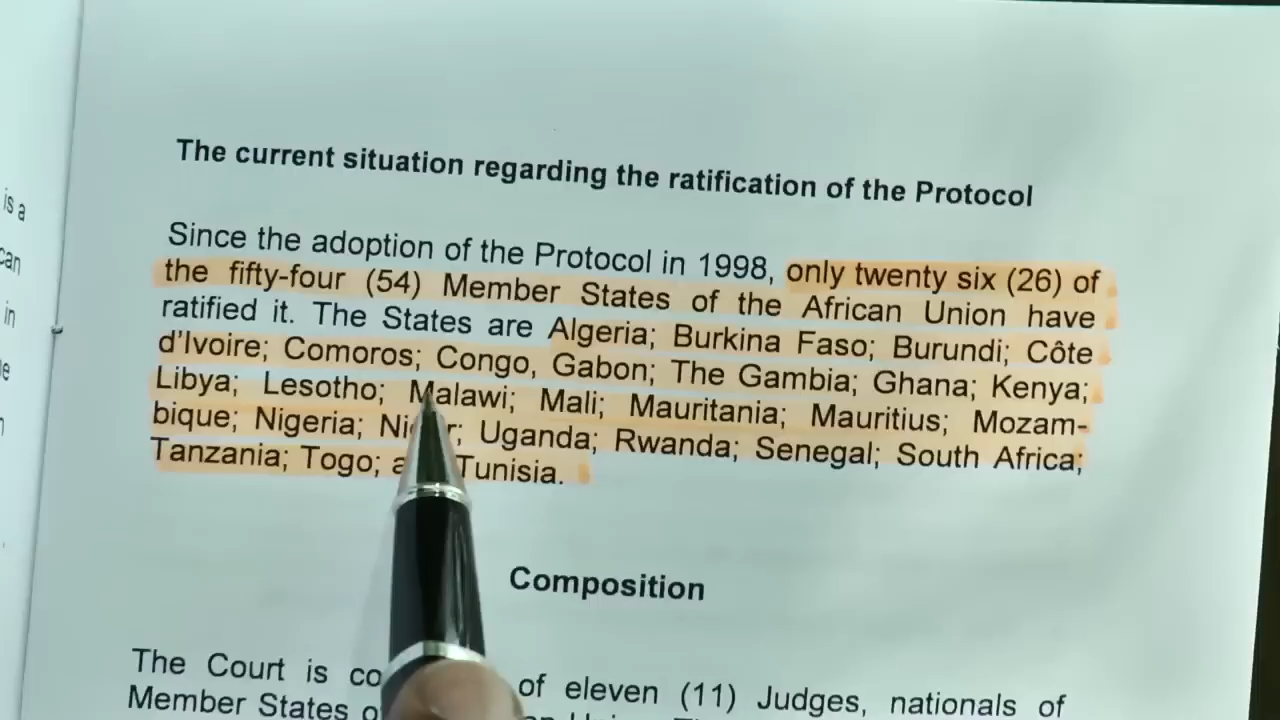 is a
can
in
The current situation regarding the ratification of the Protocol
Since the adoption of the Protocol in 1998, only twenty six (26) of
the fifty-four (54) Member States of the African Union have
ratified it. The States are Algeria; Burkina Faso; Burundi; Côte
d'Ivoire; Comoros; Congo, Gabon; The Gambia; Ghana; Kenya;
Libya; Lesotho; Malawi; Mali; Mauritania; Mauritius; Mozam-
bique; Nigeria; Uganda; Rwanda; Senegal; South Africa;
Tanzania; Togo; Tunisia.
Composition
The Court is of eleven (11) Judges, nationals of
Member States